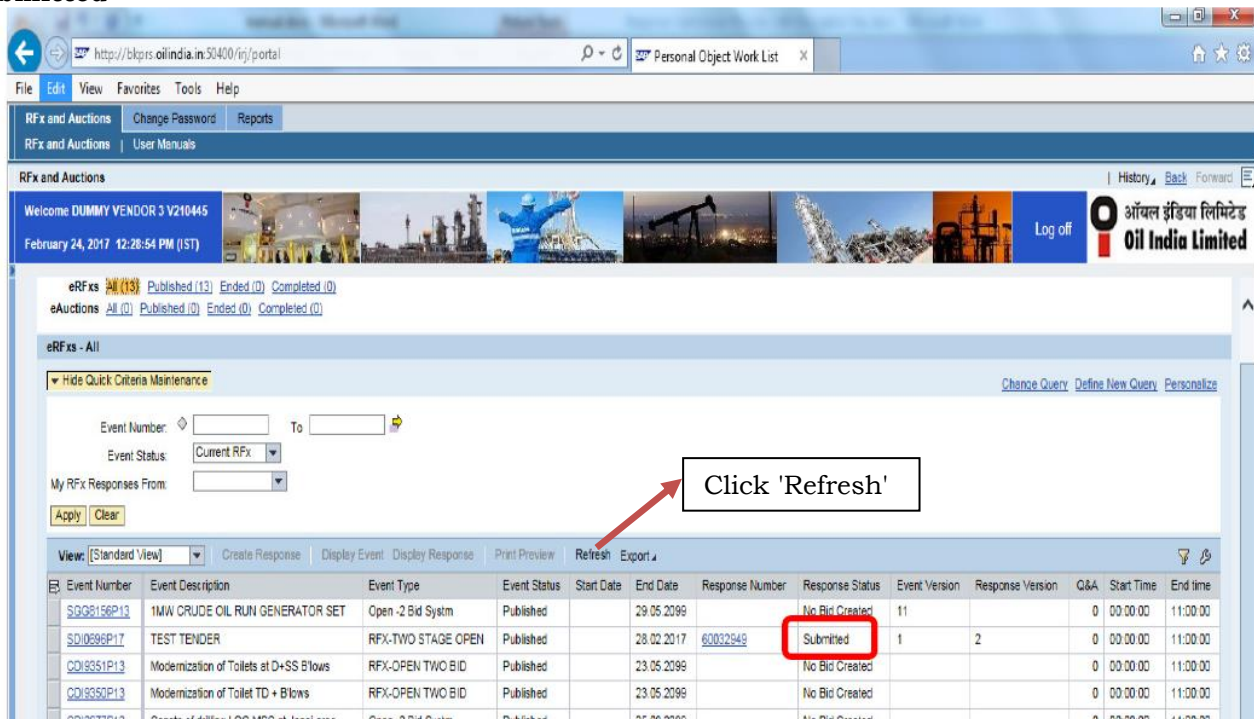 http://bkprs.oilindia.in:50400/irj/portal
Personal Object Work List
File Edit View Favorites Tools Help
RFx and Auctions Change Password Reports
RFx and Auctions | User Manuals
RFx and Auctions | History Back Forward
Welcome DUMMY VENDOR 3 V210445
February 24, 2017 12:28:54 PM (IST)
Log off
ऑयल इंडिया लिमिटेड
Oil India Limited
eRFxs All (13) Published (13) Ended (0) Completed (0)
eAuctions All (0) Published (0) Ended (0) Completed (0)
eRFxs - All
Hide Quick Criteria Maintenance
Change Query Define New Query Personalize
Event Number: To
Event Status: Current RFx
My RFx Responses From:
Apply Clear
Click 'Refresh'
View: [Standard View] Create Response Display Event Display Response Print Preview Refresh Export
Event Number Event Description Event Type Event Status Start Date End Date Response Number Response Status Event Version Response Version Q&A Start Time End time
SGG8156P13 1MW CRUDE OIL RUN GENERATOR SET Open -2 Bid Systm Published 29.05.2099 No Bid Created 11 0 00:00:00 11:00:00
SDI0696P17 TEST TENDER RFX-TWO STAGE OPEN Published 28.02.2017 60032949 Submitted 1 2 0 00:00:00 11:00:00
CDI9351P13 Modernization of Toilets at D+SS B'lows RFX-OPEN TWO BID Published 23.05.2099 No Bid Created 0 00:00:00 11:00:00
CDI9350P13 Modernization of Toilet TD + B'lows RFX-OPEN TWO BID Published 23.05.2099 No Bid Created 0 00:00:00 11:00:00